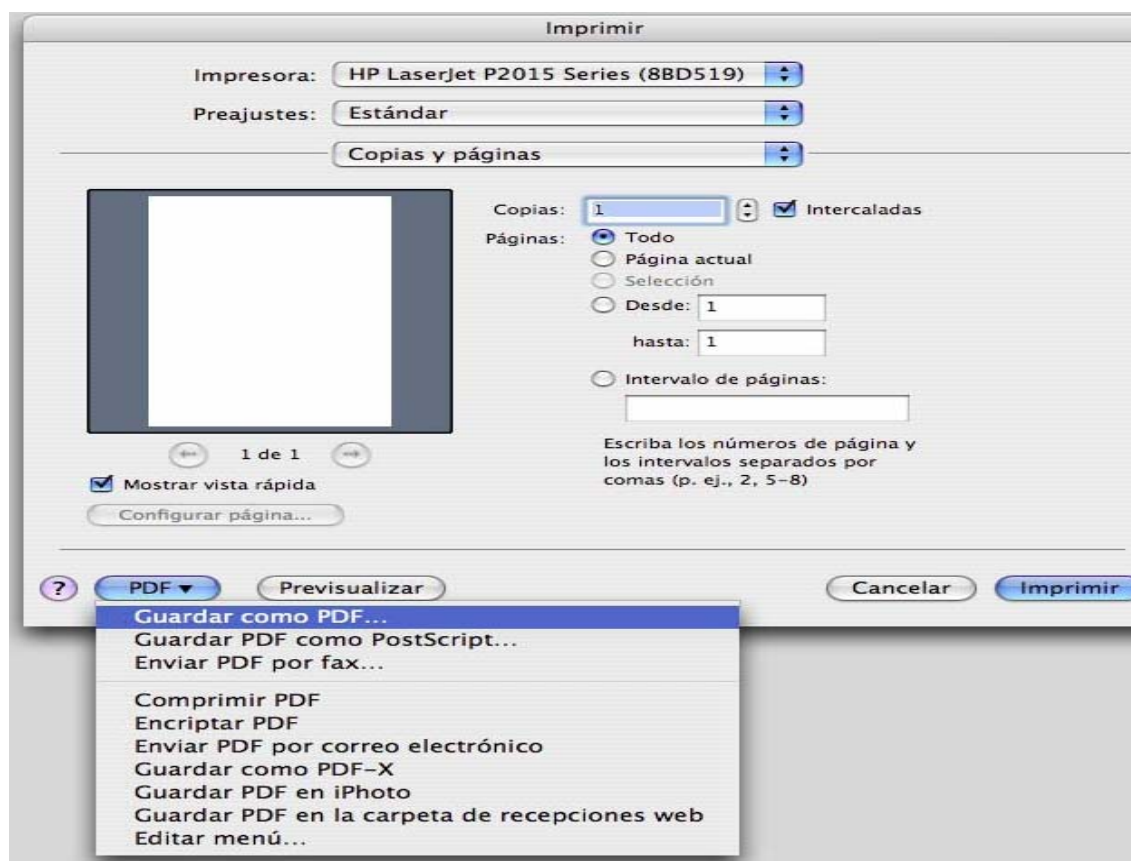 Imprimir
Impresora: HP LaserJet P2015 Series (8BD519)
Preajustes: Estándar
Copias y páginas
Copias: 1 Intercaladas
Páginas: Todo
Página actual
Selección
Desde: 1
hasta: 1
Intervalo de páginas:
Escriba los números de página y
los intervalos separados por
comas (p. ej., 2, 5-8)
1 de 1
Mostrar vista rápida
Configurar página...
? PDF Previsualizar Cancelar Imprimir
Guardar como PDF...
Guardar PDF como PostScript...
Enviar PDF por fax...
Comprimir PDF
Encriptar PDF
Enviar PDF por correo electrónico
Guardar como PDF-X
Guardar PDF en iPhoto
Guardar PDF en la carpeta de recepciones web
Editar menú...